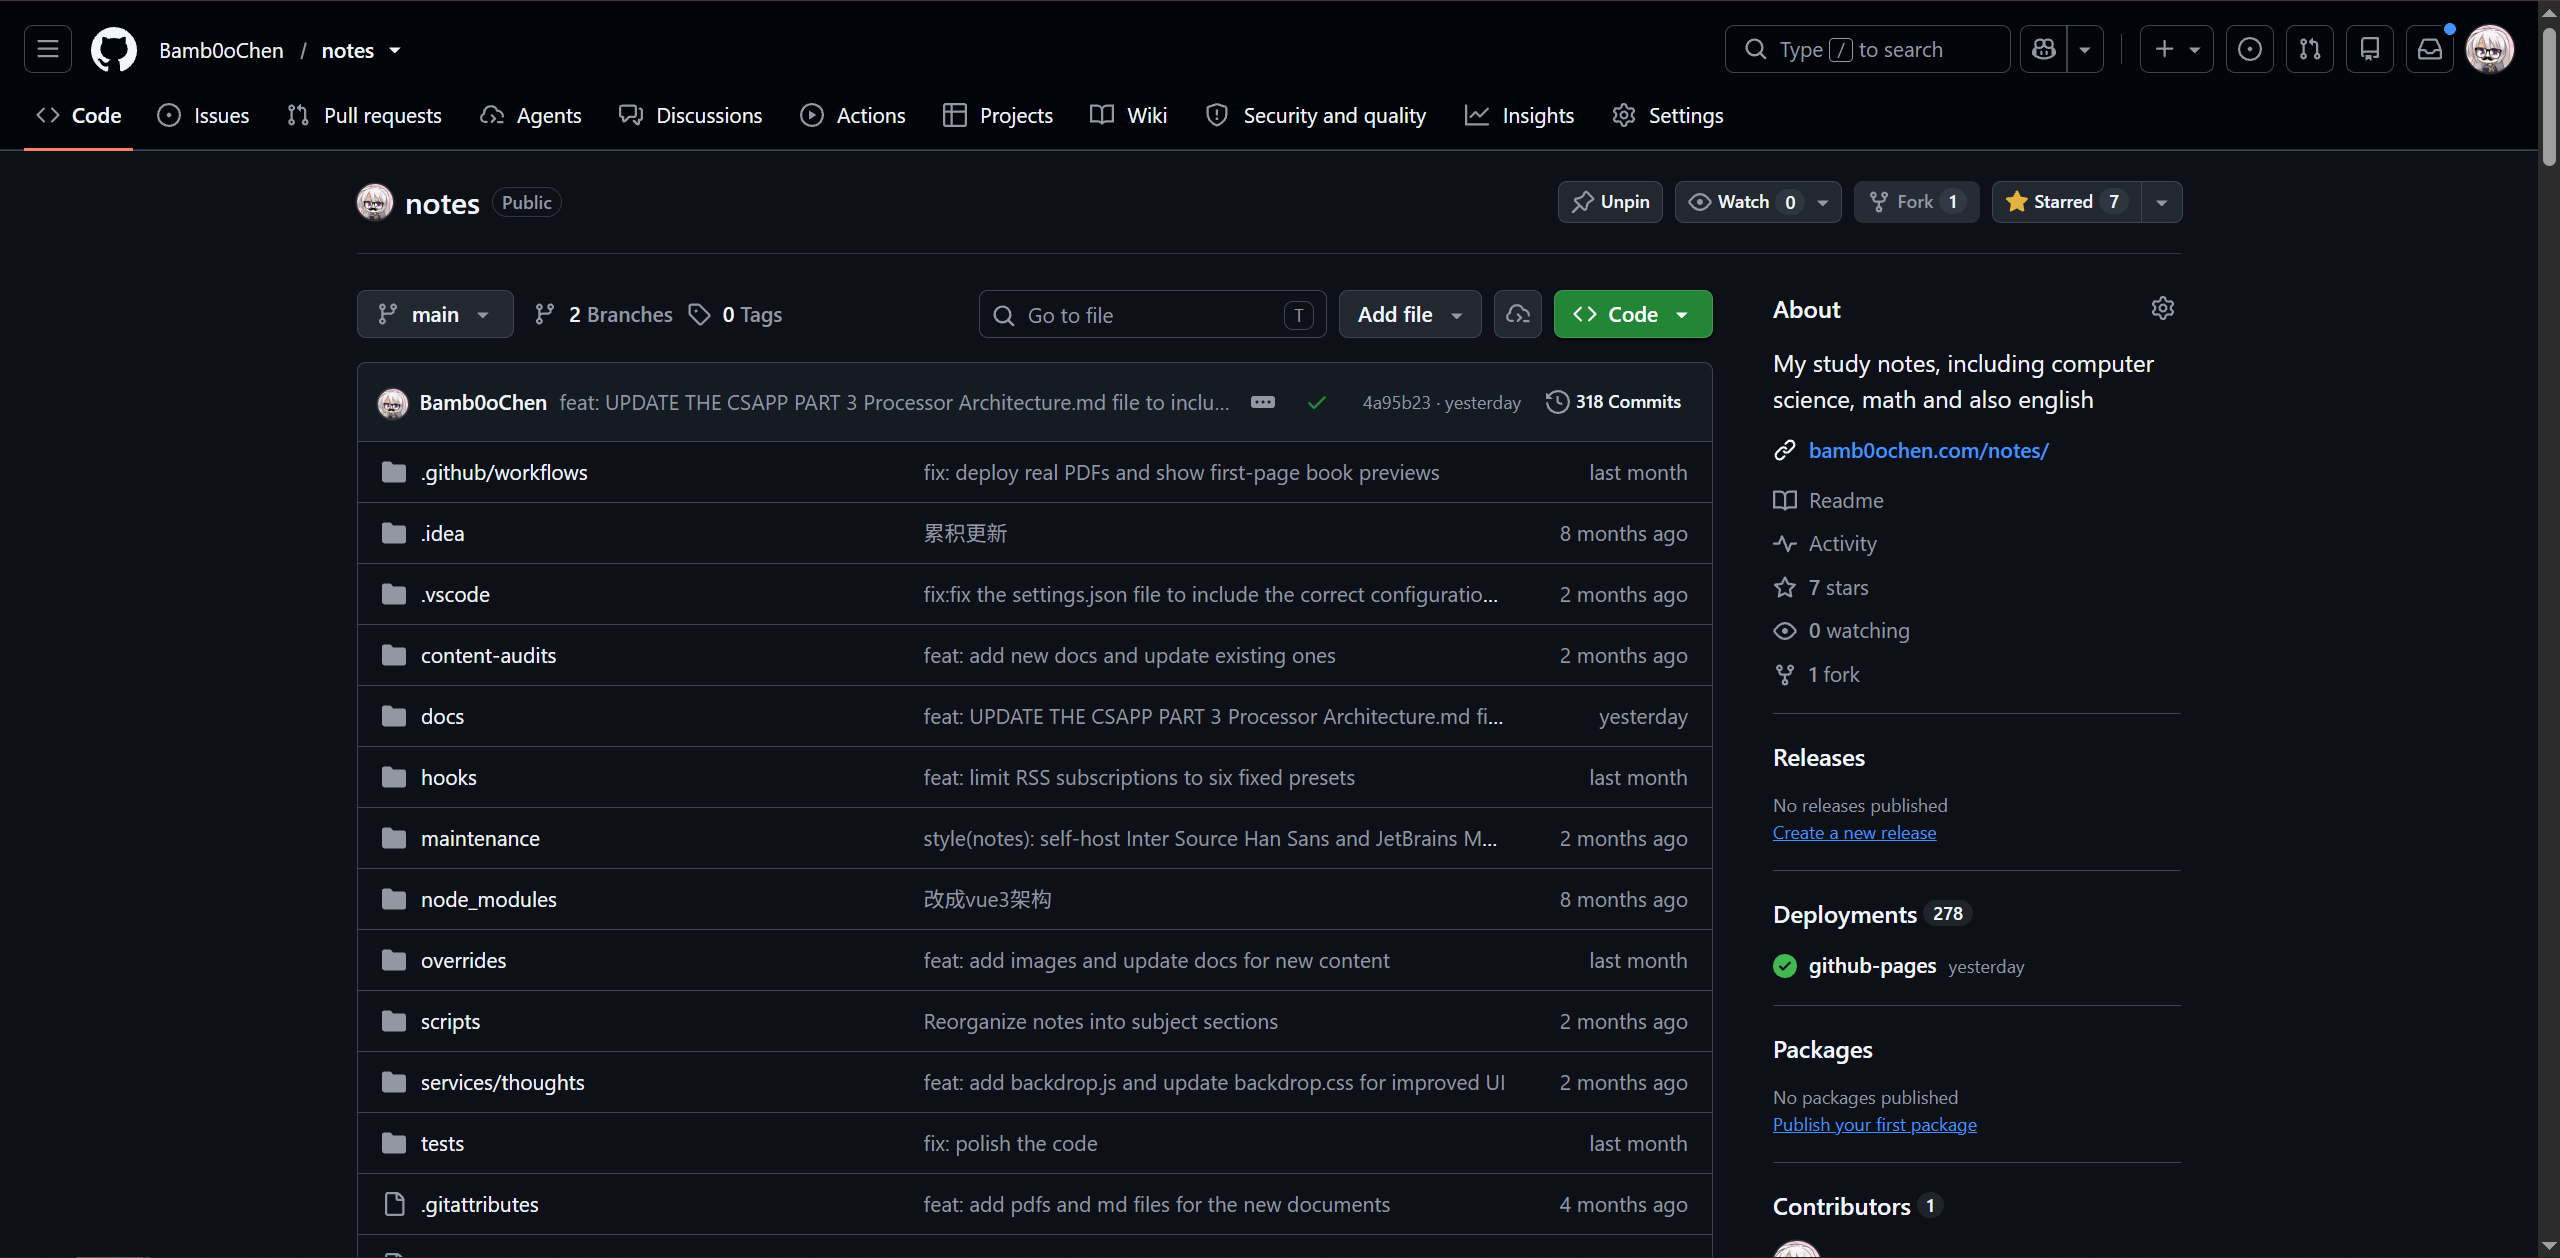 Bamb0oChen / notes
Type / to search
Code Issues Pull requests Agents Discussions Actions Projects Wiki Security and quality Insights Settings
notes Public
Unpin Watch 0 Fork 1 Starred 7
main 2 Branches 0 Tags Go to file T Add file Code
Bamb0oChen feat: UPDATE THE CSAPP PART 3 Processor Architecture.md file to inclu... 4a95b23 · yesterday 318 Commits
.github/workflows fix: deploy real PDFs and show first-page book previews last month
.idea 累积更新 8 months ago
.vscode fix:fix the settings.json file to include the correct configuratio... 2 months ago
content-audits feat: add new docs and update existing ones 2 months ago
docs feat: UPDATE THE CSAPP PART 3 Processor Architecture.md fi... yesterday
hooks feat: limit RSS subscriptions to six fixed presets last month
maintenance style(notes): self-host Inter Source Han Sans and JetBrains M... 2 months ago
node_modules 改成vue3架构 8 months ago
overrides feat: add images and update docs for new content last month
scripts Reorganize notes into subject sections 2 months ago
services/thoughts feat: add backdrop.js and update backdrop.css for improved UI 2 months ago
tests fix: polish the code last month
.gitattributes feat: add pdfs and md files for the new documents 4 months ago
About
My study notes, including computer
science, math and also english
bamb0ochen.com/notes/
Readme
Activity
7 stars
0 watching
1 fork
Releases
No releases published
Create a new release
Deployments 278
github-pages yesterday
Packages
No packages published
Publish your first package
Contributors 1